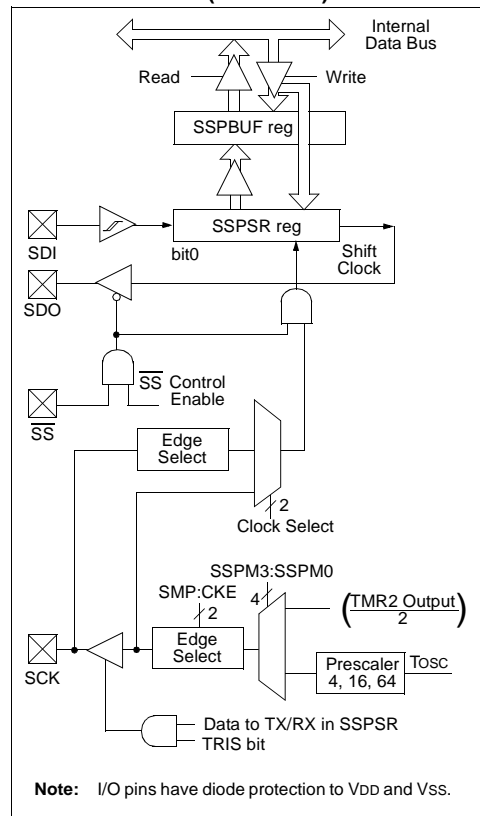 Internal
Data Bus
Read
Write
SSPBUF reg
SSPSR reg
SDI
bit0
Shift
Clock
SDO
SS Control
Enable
SS
Edge
Select
2
Clock Select
SSPM3:SSPM0
SMP:CKE
4
(TMR2 Output
2)
2
Edge
Select
Prescaler
4, 16, 64
TOSC
SCK
Data to TX/RX in SSPSR
TRIS bit
Note: I/O pins have diode protection to VDD and VSS.